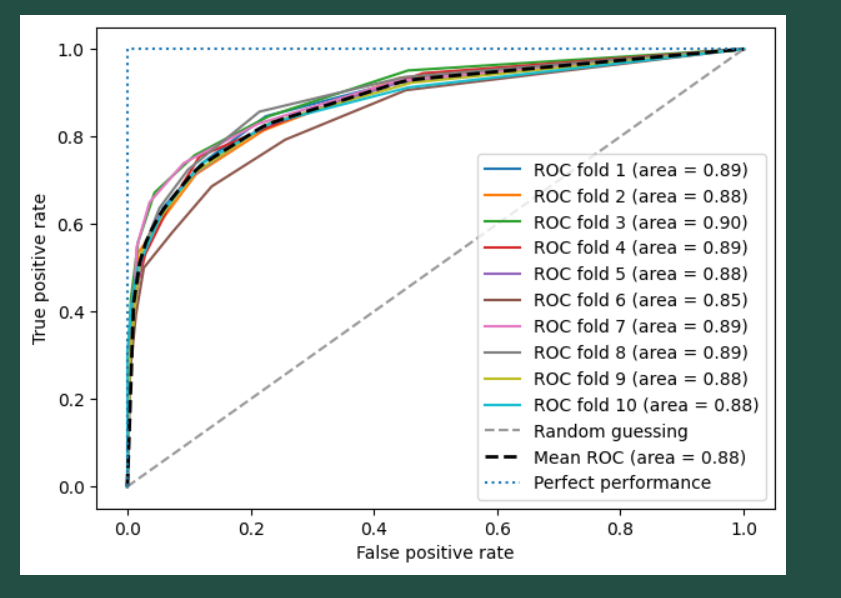 1.0
0.8
0.6
0.4
0.2
0.0
True positive rate
ROC fold 1 (area = 0.89)
ROC fold 2 (area = 0.88)
ROC fold 3 (area = 0.90)
ROC fold 4 (area = 0.89)
ROC fold 5 (area = 0.88)
ROC fold 6 (area = 0.85)
ROC fold 7 (area = 0.89)
ROC fold 8 (area = 0.89)
ROC fold 9 (area = 0.88)
ROC fold 10 (area = 0.88)
Random guessing
Mean ROC (area = 0.88)
Perfect performance
0.0 0.2 0.4 0.6 0.8 1.0
False positive rate